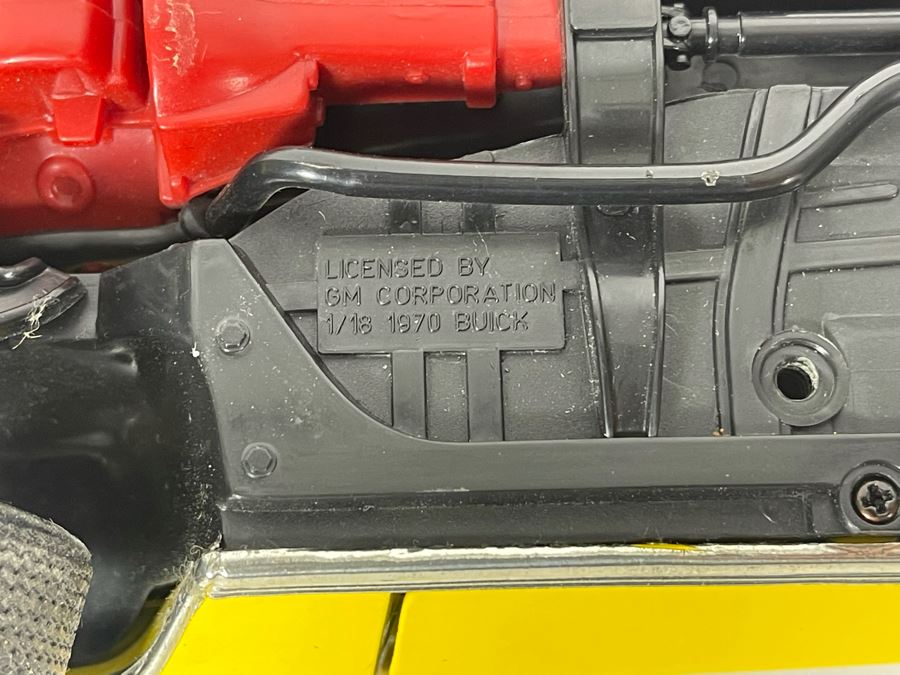 LICENSED BY
GM CORPORATION
1/18 1970 BUICK